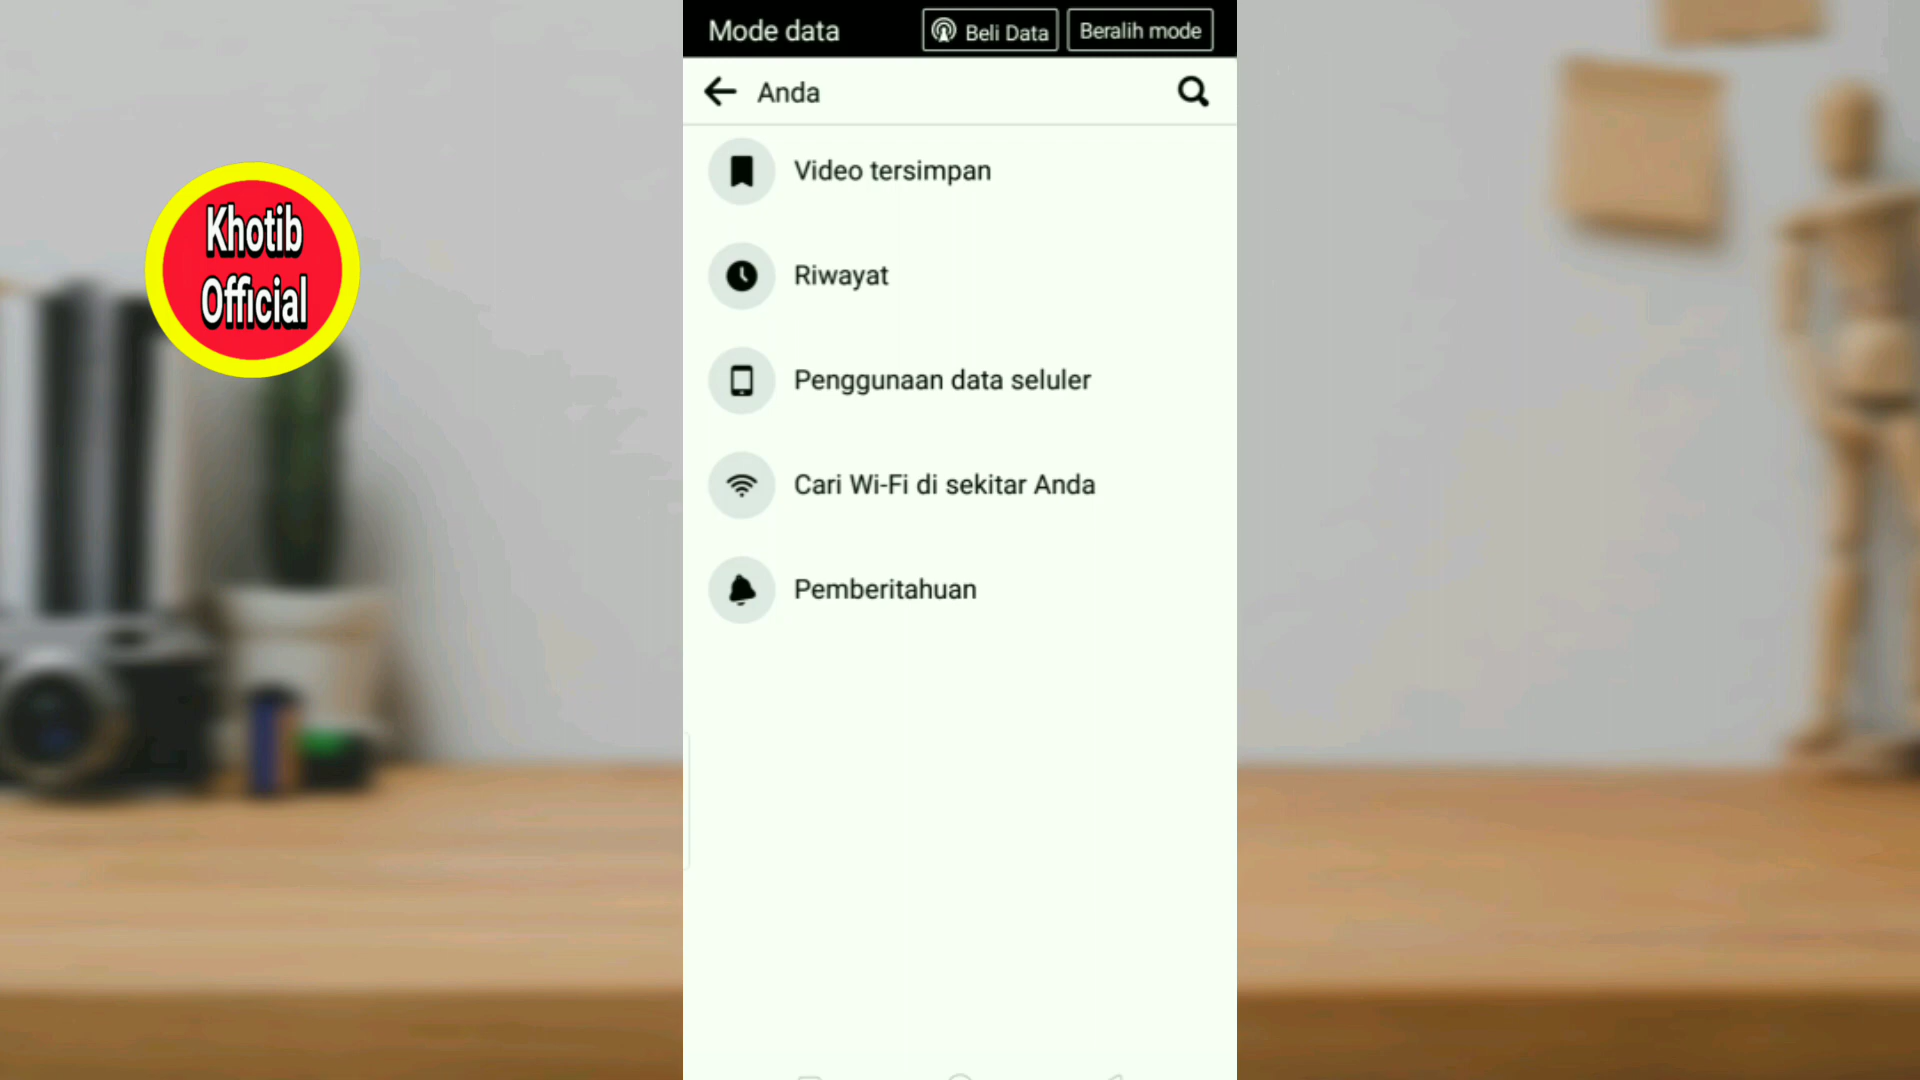 Mode data
Beli Data
Beralih mode
Anda
Video tersimpan
Khotib
Official
Riwayat
Penggunaan data seluler
Cari Wi-Fi di sekitar Anda
Pemberitahuan